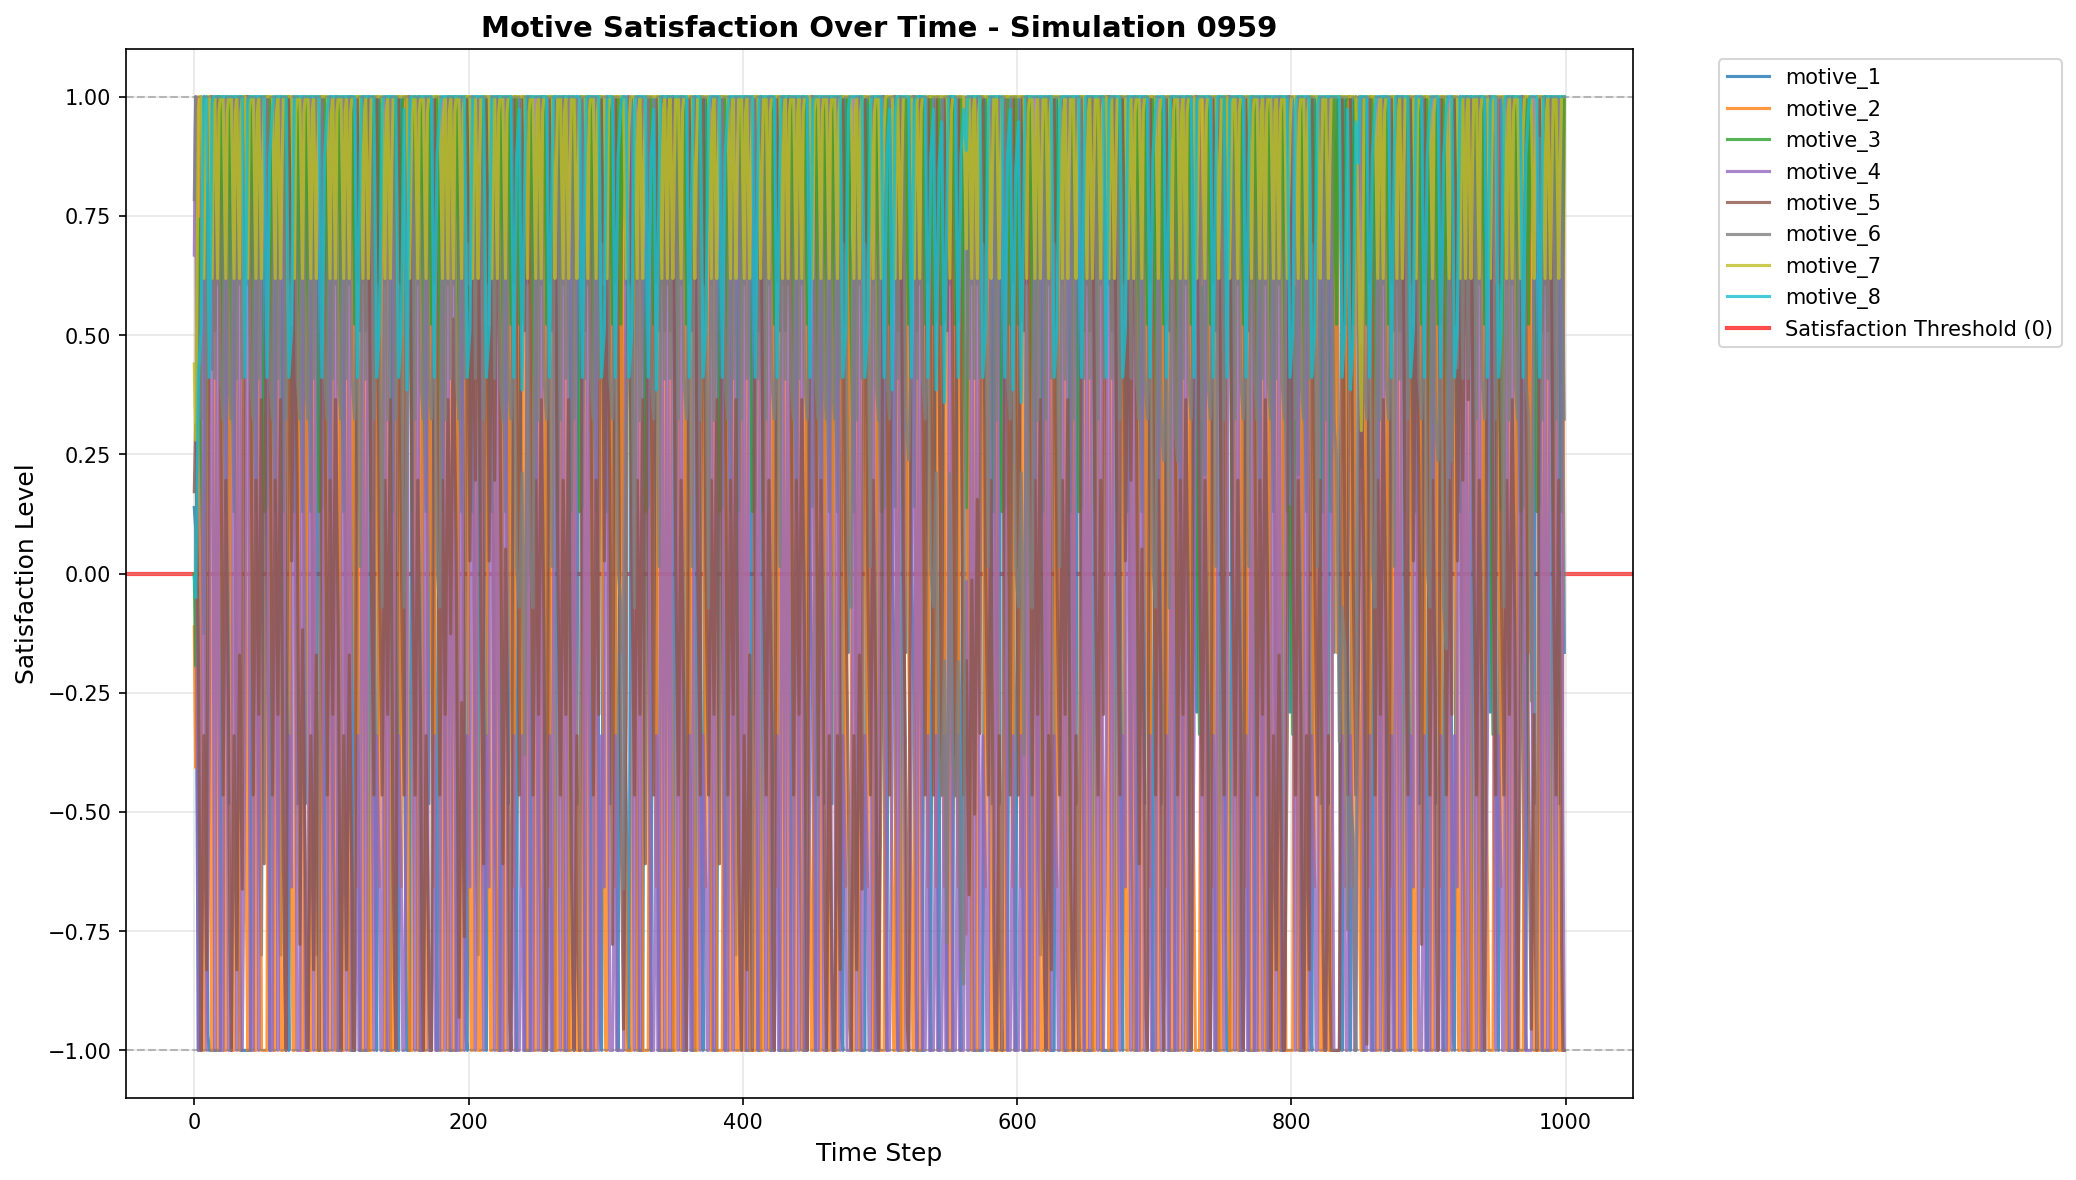 Motive Satisfaction Over Time - Simulation 0959
1.00
0.75
0.50
0.25
0.00
−0.25
−0.50
−0.75
−1.00
Satisfaction Level
0
200
400
600
800
1000
Time Step
motive_1
motive_2
motive_3
motive_4
motive_5
motive_6
motive_7
motive_8
Satisfaction Threshold (0)